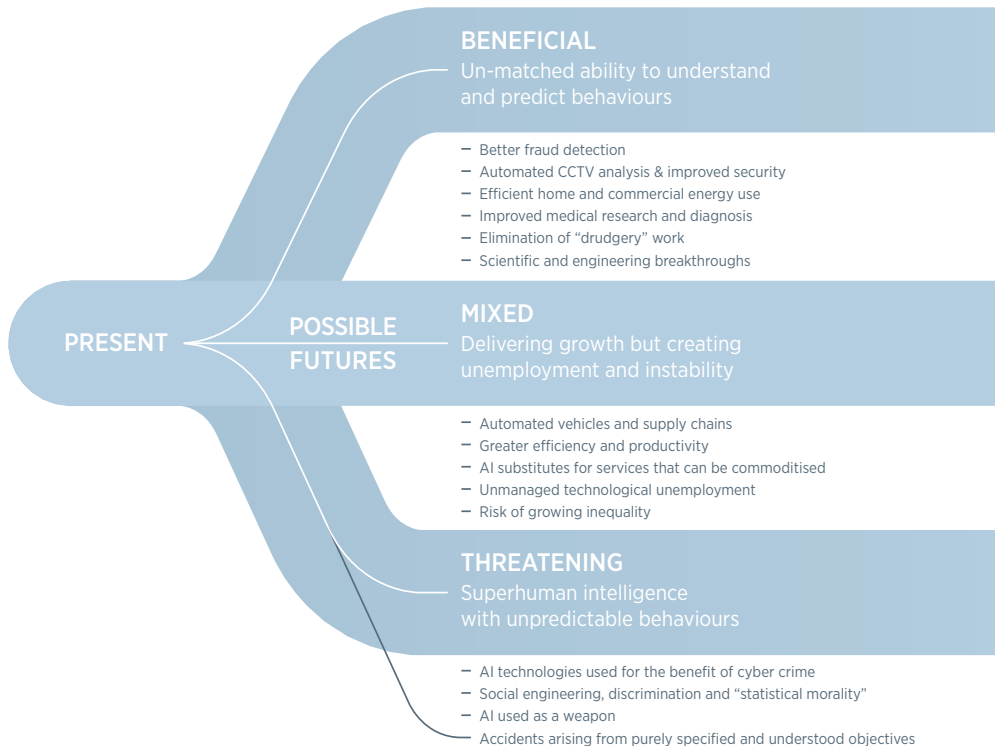 BENEFICIAL
Un-matched ability to understand
and predict behaviours
– Better fraud detection
– Automated CCTV analysis & improved security
– Efficient home and commercial energy use
– Improved medical research and diagnosis
– Elimination of “drudgery” work
– Scientific and engineering breakthroughs
PRESENT
POSSIBLE
FUTURES
MIXED
Delivering growth but creating
unemployment and instability
– Automated vehicles and supply chains
– Greater efficiency and productivity
– AI substitutes for services that can be commoditised
– Unmanaged technological unemployment
– Risk of growing inequality
THREATENING
Superhuman intelligence
with unpredictable behaviours
– AI technologies used for the benefit of cyber crime
– Social engineering, discrimination and “statistical morality”
– AI used as a weapon
– Accidents arising from purely specified and understood objectives